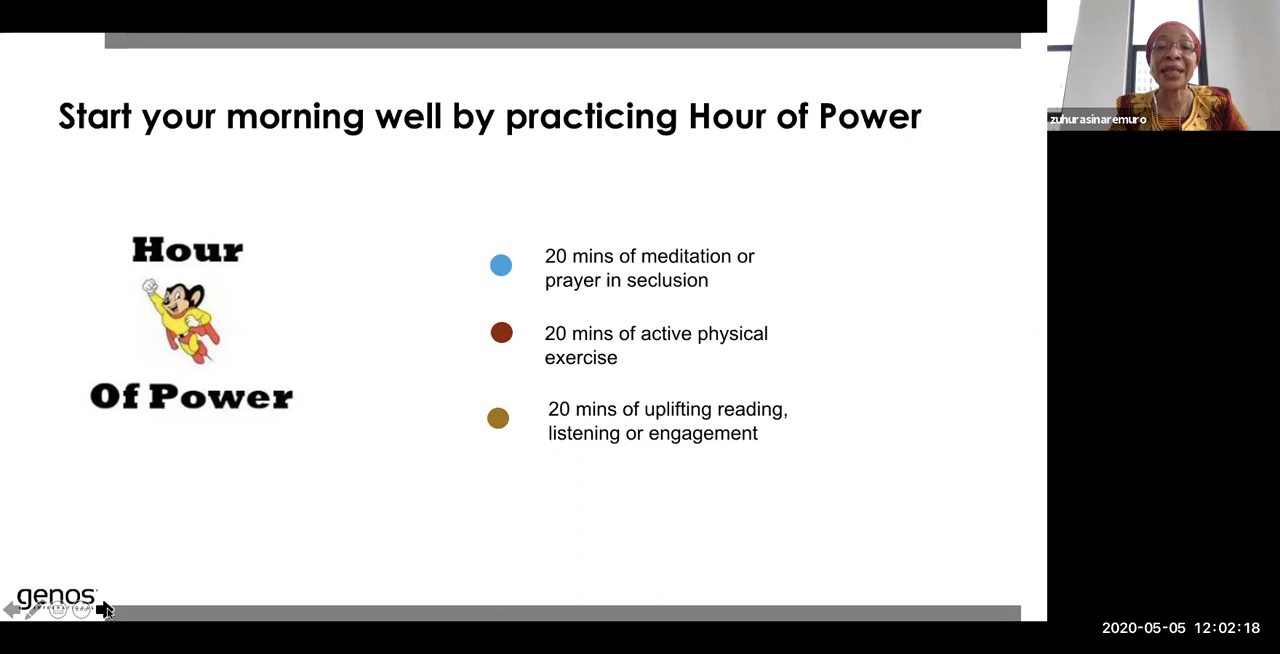 Start your morning well by practicing Hour of Power
zuhurasinaremuro
Hour
Of Power
20 mins of meditation or
prayer in seclusion
20 mins of active physical
exercise
20 mins of uplifting reading,
listening or engagement
genos
2020-05-05 12:02:18